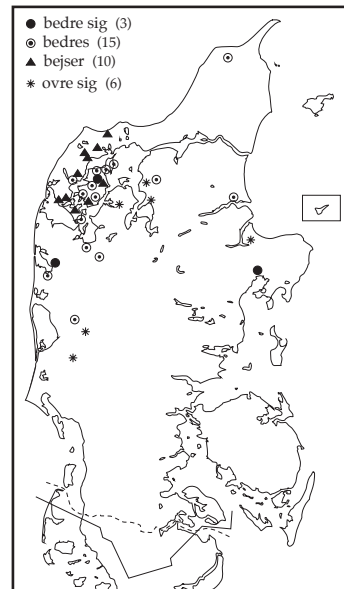 bedre sig (3)
bedres (15)
bejser (10)
ovre sig (6)